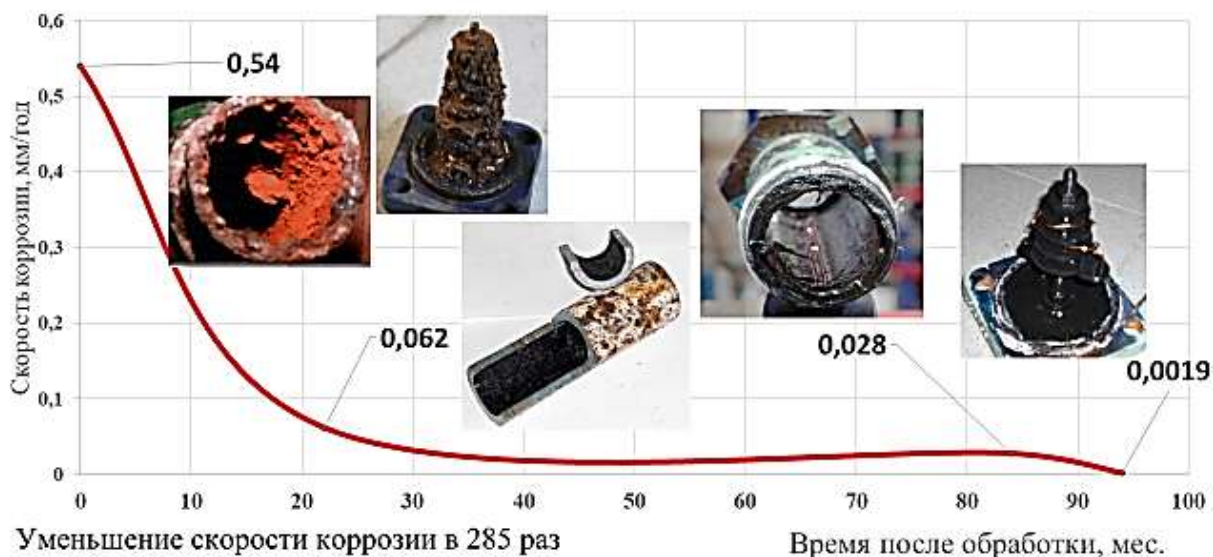 0,6
0,5
0,4
0,3
0,2
0,1
0
Скорость коррозии, мм/год
0,54
0,062
0,028
0,0019
0 10 20 30 40 50 60 70 80 90 100
Уменьшение скорости коррозии в 285 раз
Время после обработки, мес.